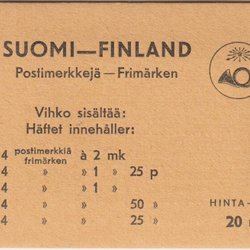 SUOMI—FINLAND
Postimerkkejä—Frimärken
Vihko sisältää:
Häftet innehåller:
4 postimerkkiä frimärken à 2 mk
4 » » 1 » 25 p
4 » » 1 »
4 » » 50 »
4 » » 25 »
HINTA-
20